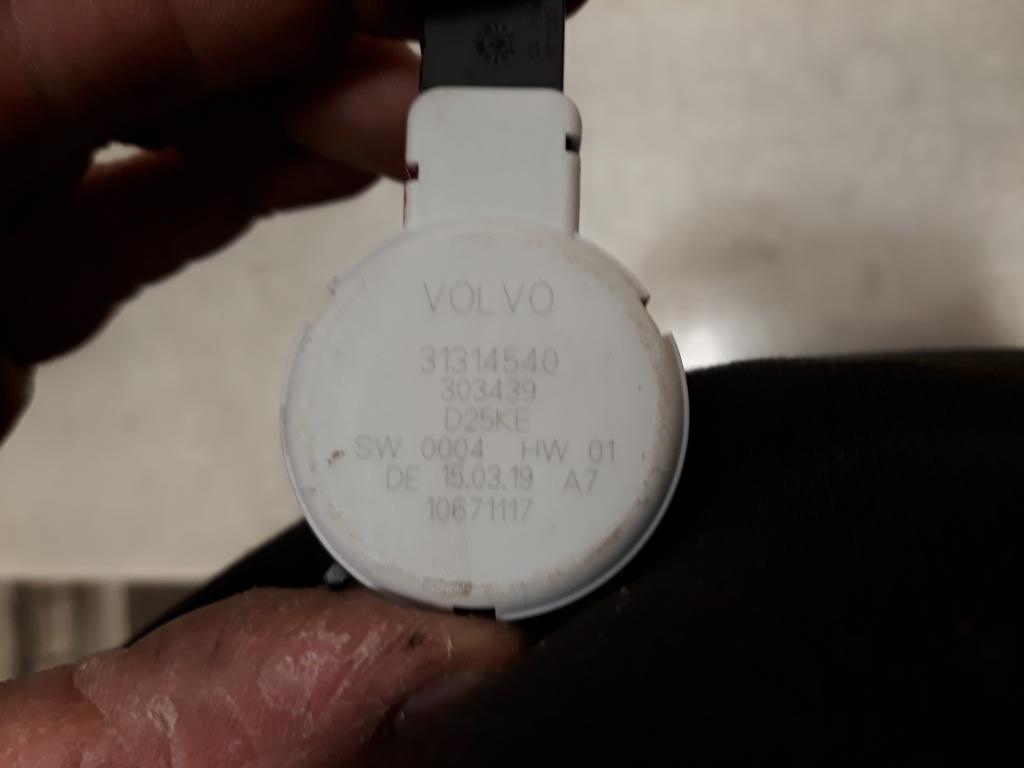 VOLVO
31314540
303439
D25KE
SW 0004 HW 01
DE 15.03.19 A7
10671117